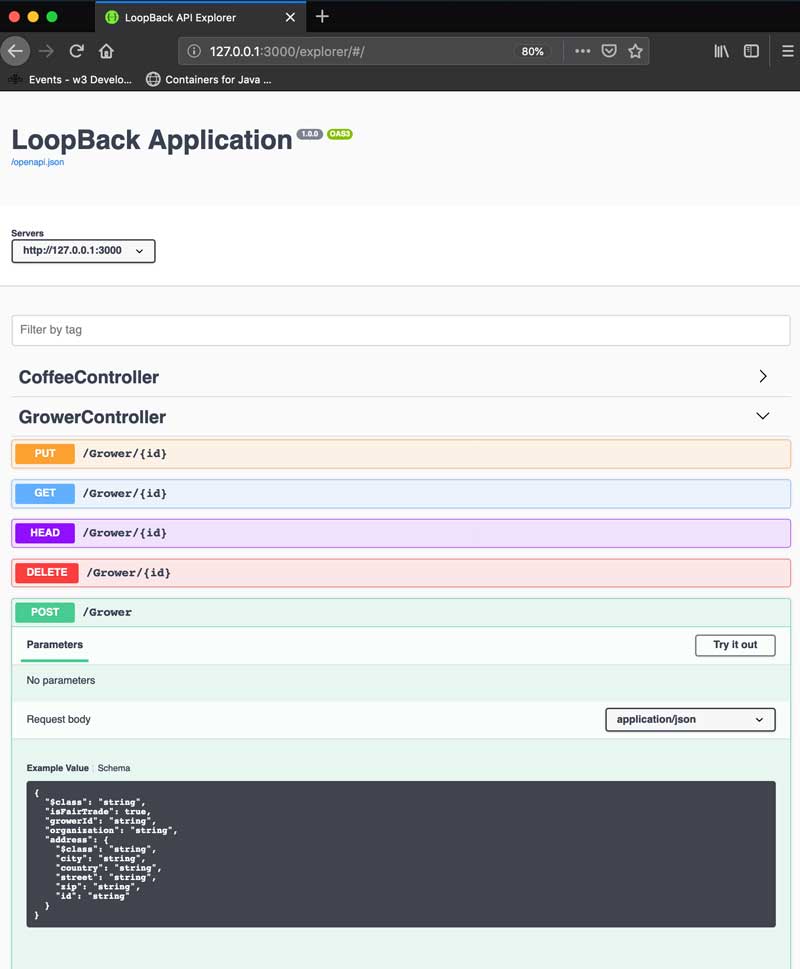 LoopBack API Explorer
127.0.0.1:3000/explorer/#/
80%
Events - w3 Develo...
Containers for Java ...
LoopBack Application 1.0.0 OAS3
/openapi.json
Servers
http://127.0.0.1:3000
Filter by tag
CoffeeController
GrowerController
PUT /Grower/{id}
GET /Grower/{id}
HEAD /Grower/{id}
DELETE /Grower/{id}
POST /Grower
Parameters
Try it out
No parameters
Request body
application/json
Example Value | Schema
{
"$class": "string",
"isFairTrade": true,
"growerId": "string",
"organization": "string",
"address": {
"$class": "string",
"city": "string",
"country": "string",
"street": "string",
"zip": "string",
"id": "string"
}
}